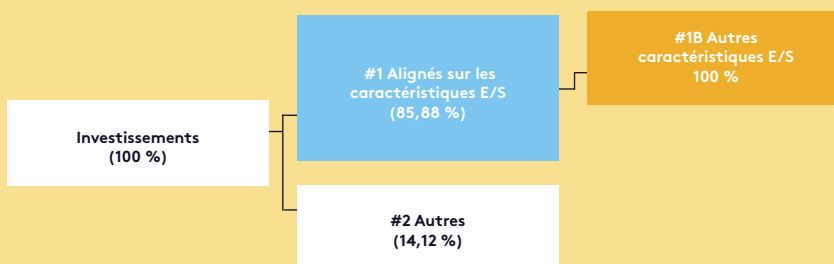 Investissements
(100 %)
#1 Alignés sur les
caractéristiques E/S
(85,88 %)
#2 Autres
(14,12 %)
#1B Autres
caractéristiques E/S
100 %